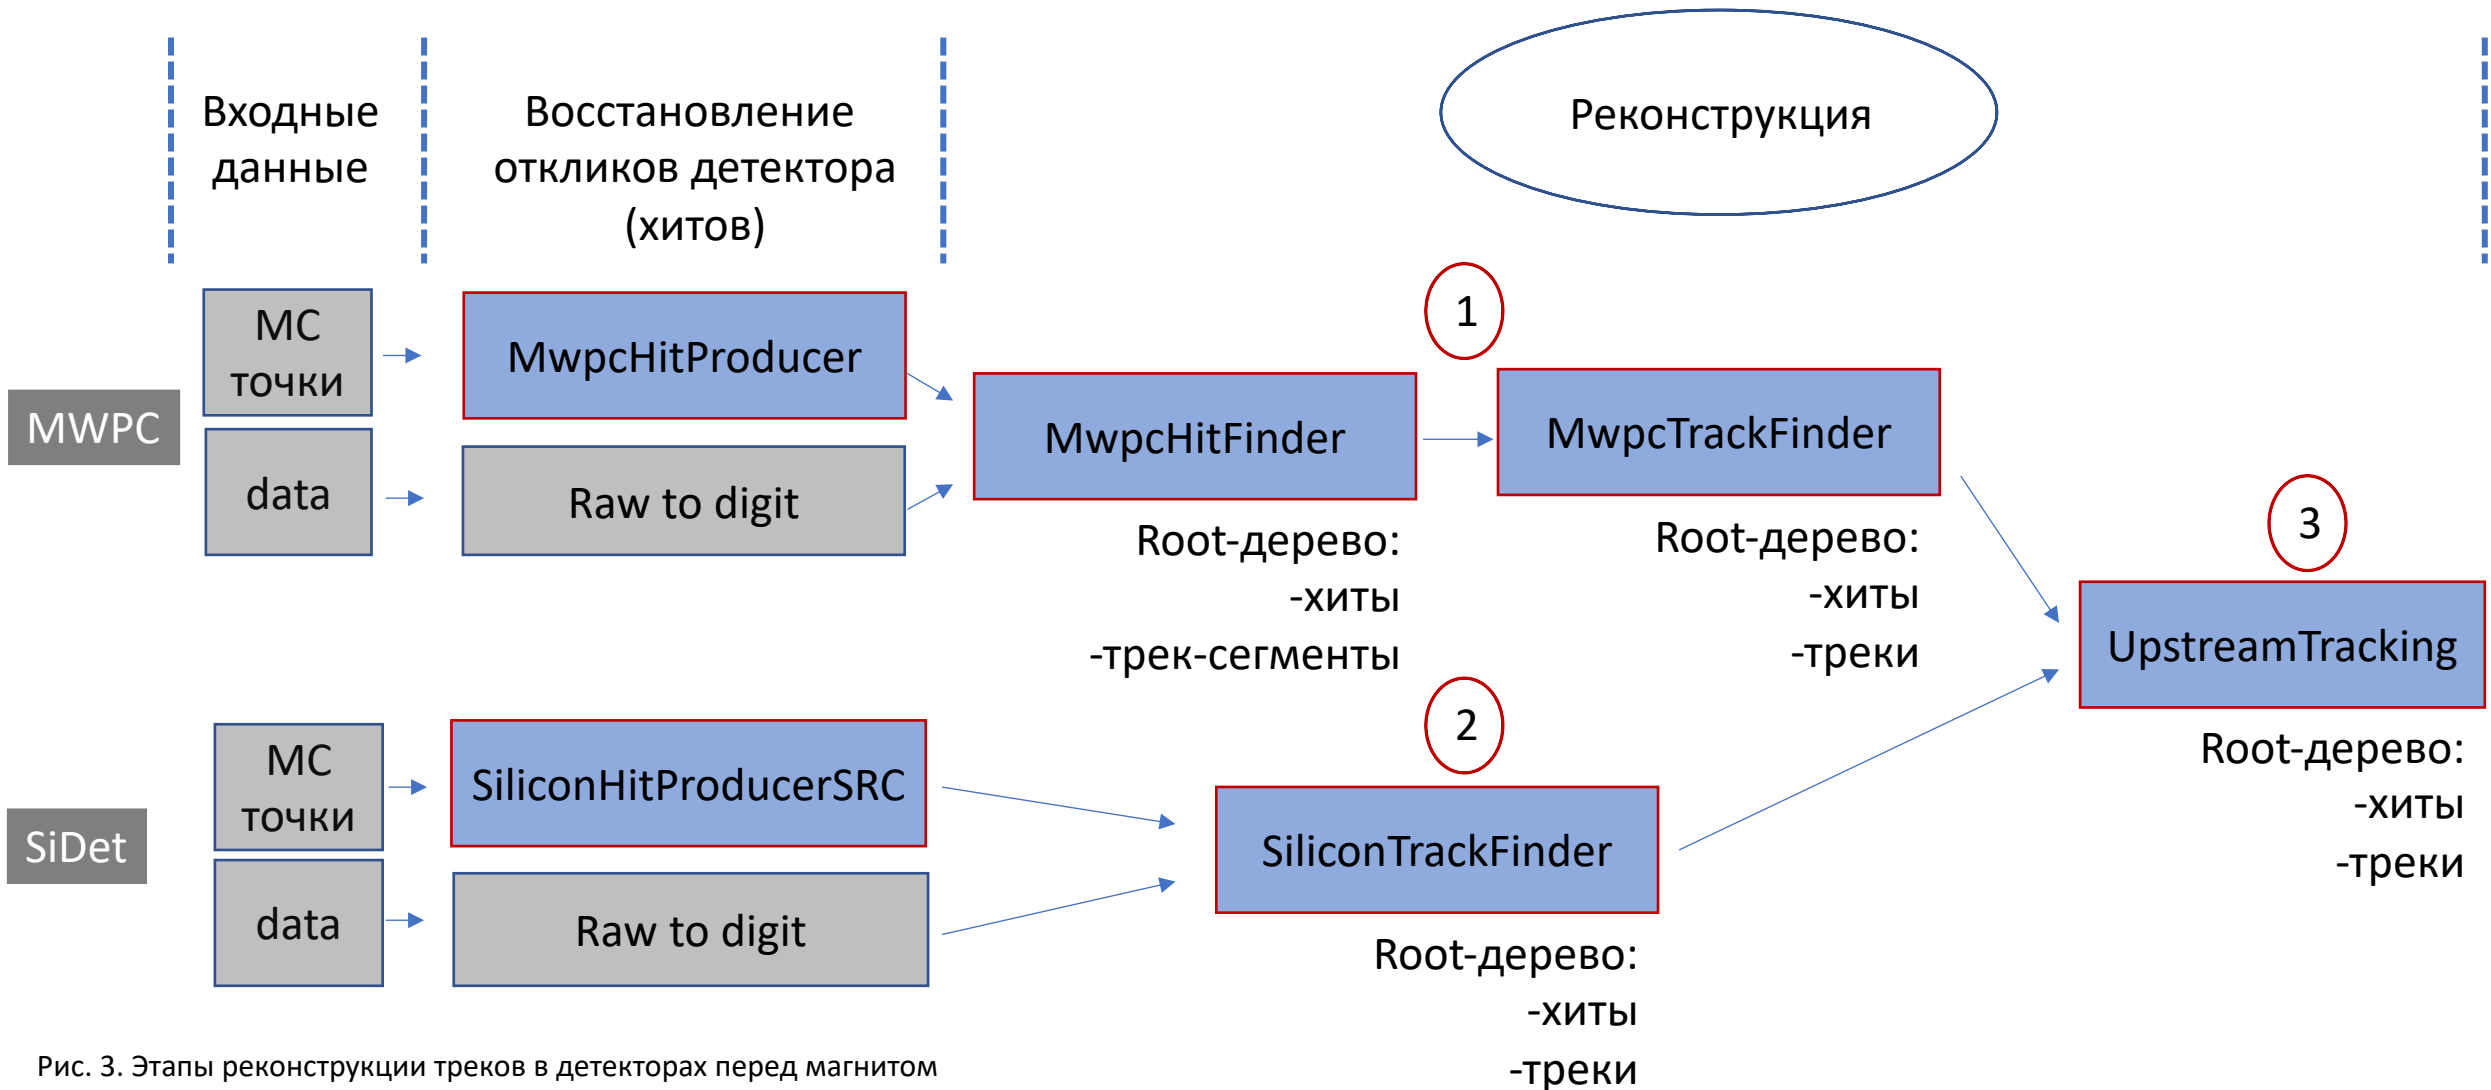 Входные
данные
Восстановление
откликов детектора
(хитов)
Реконструкция
MWPC
МС
точки
data
MwpcHitProducer
Raw to digit
MwpcHitFinder
Root-дерево:
-хиты
-трек-сегменты
1
MwpcTrackFinder
Root-дерево:
-хиты
-треки
SiDet
МС
точки
data
SiliconHitProducerSRC
Raw to digit
2
SiliconTrackFinder
Root-дерево:
-хиты
-треки
3
UpstreamTracking
Root-дерево:
-хиты
-треки
Рис. 3. Этапы реконструкции треков в детекторах перед магнитом